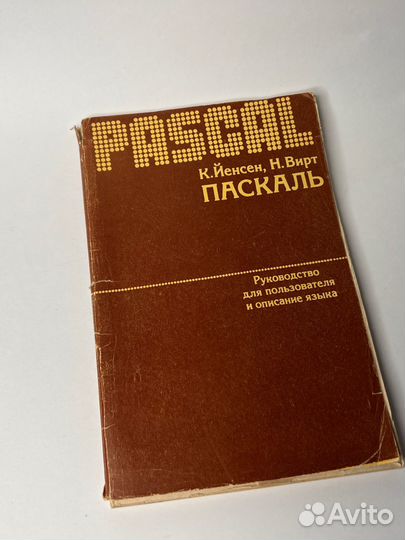 PASCAL
К. Йенсен, Н. Вирт
ПАСКАЛЬ
Руководство
для пользователя
и описание языка
Avito